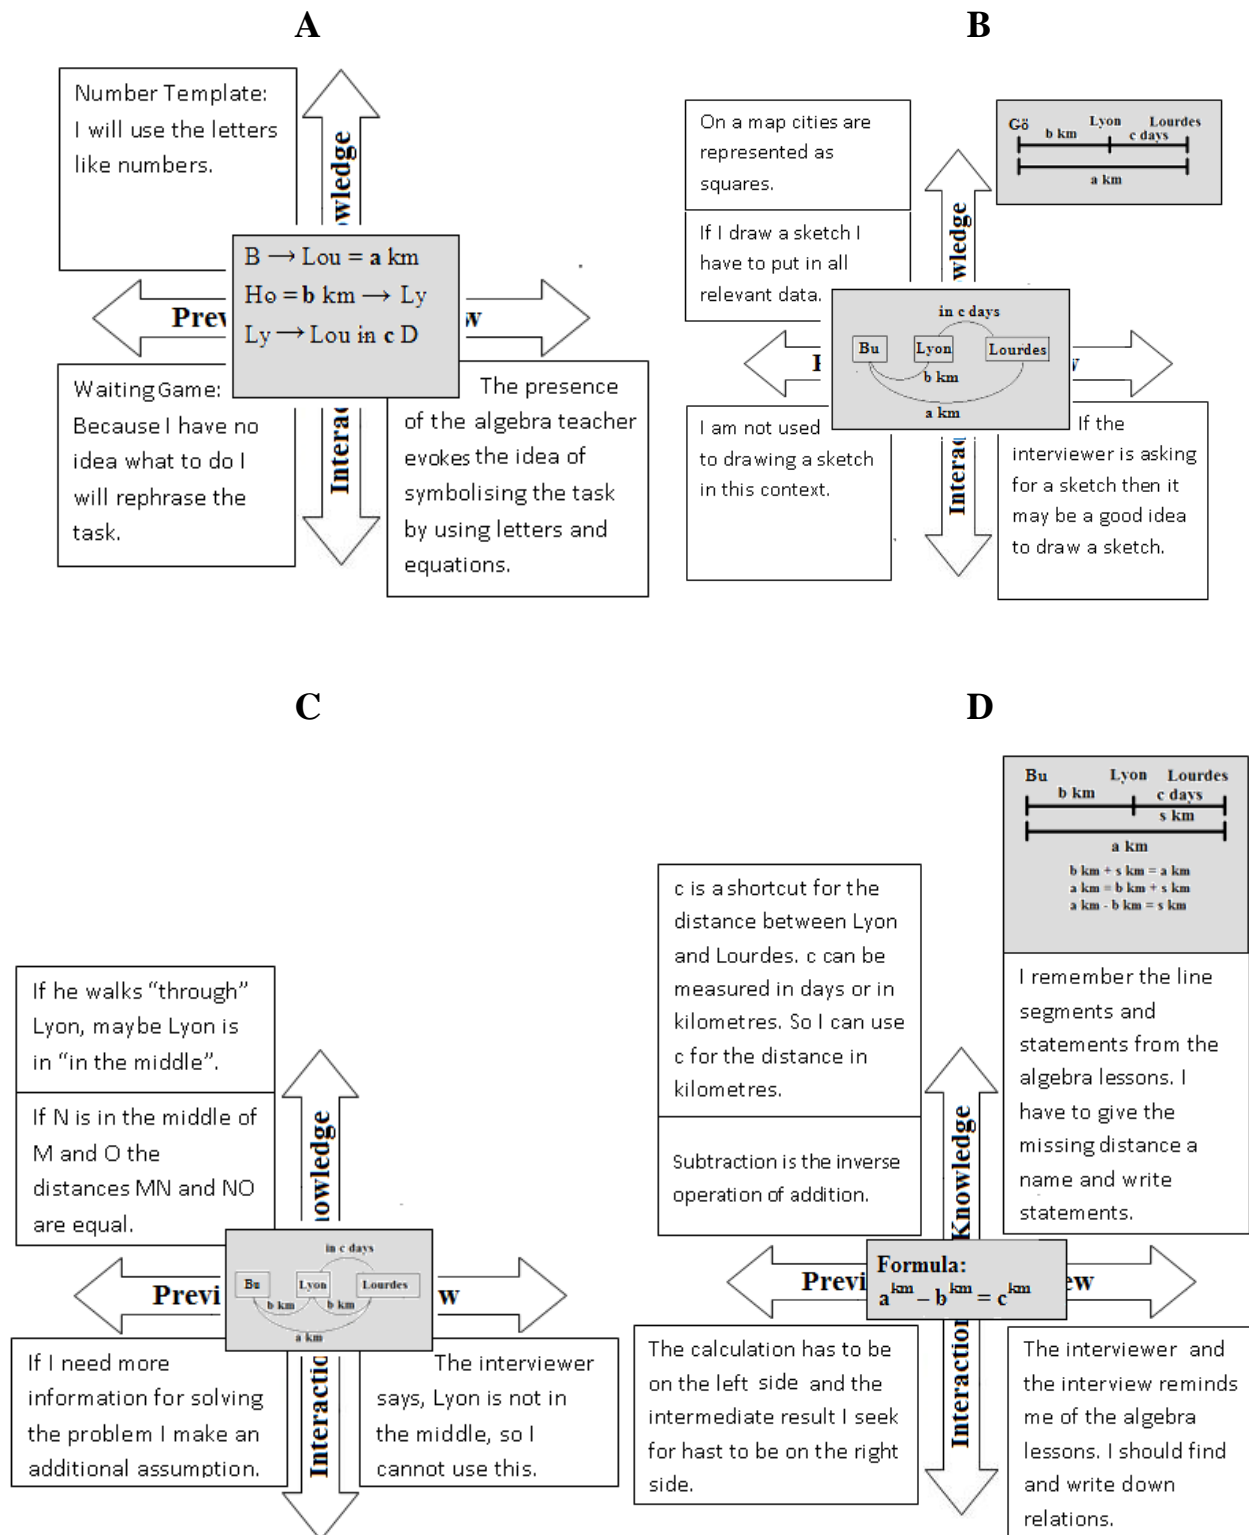 A
Number Template:
I will use the letters
like numbers.
wledge
B → Lou = a km
Ho = b km → Ly
Ly → Lou in c D
Prev
w
Waiting Game:
Because I have no
idea what to do I
will rephrase the
task.
Interac
The presence
of the algebra teacher
evokes the idea of
symbolising the task
by using letters and
equations.
B
On a map cities are
represented as
squares.
If I draw a sketch I
have to put in all
relevant data.
wledge
Gö Lyon Lourdes
b km c days
a km
in c days
Bu Lyon Lourdes
b km
a km
I am not used
to drawing a sketch
in this context.
Interac
If the
interviewer is asking
for a sketch then it
may be a good idea
to draw a sketch.
C
If he walks “through”
Lyon, maybe Lyon is
in “in the middle”.
If N is in the middle of
M and O the
distances MN and NO
are equal.
owledge
in c days
Bu Lyon Lourdes
b km b km
a km
Previ
w
If I need more
information for solving
the problem I make an
additional assumption.
Interactio
The interviewer
says, Lyon is not in
the middle, so I
cannot use this.
D
c is a shortcut for the
distance between Lyon
and Lourdes. c can be
measured in days or in
kilometres. So I can use
c for the distance in
kilometres.
Subtraction is the inverse
operation of addition.
Knowledge
Bu Lyon Lourdes
b km c days
s km
a km
b km + s km = a km
a km = b km + s km
a km - b km = s km
I remember the line
segments and
statements from the
algebra lessons. I
have to give the
missing distance a
name and write
statements.
Formula:
a^km – b^km = c^km
Previ
ew
The calculation has to be
on the left side and the
intermediate result I seek
for hast to be on the right
side.
Interaction
The interviewer and
the interview reminds
me of the algebra
lessons. I should find
and write down
relations.